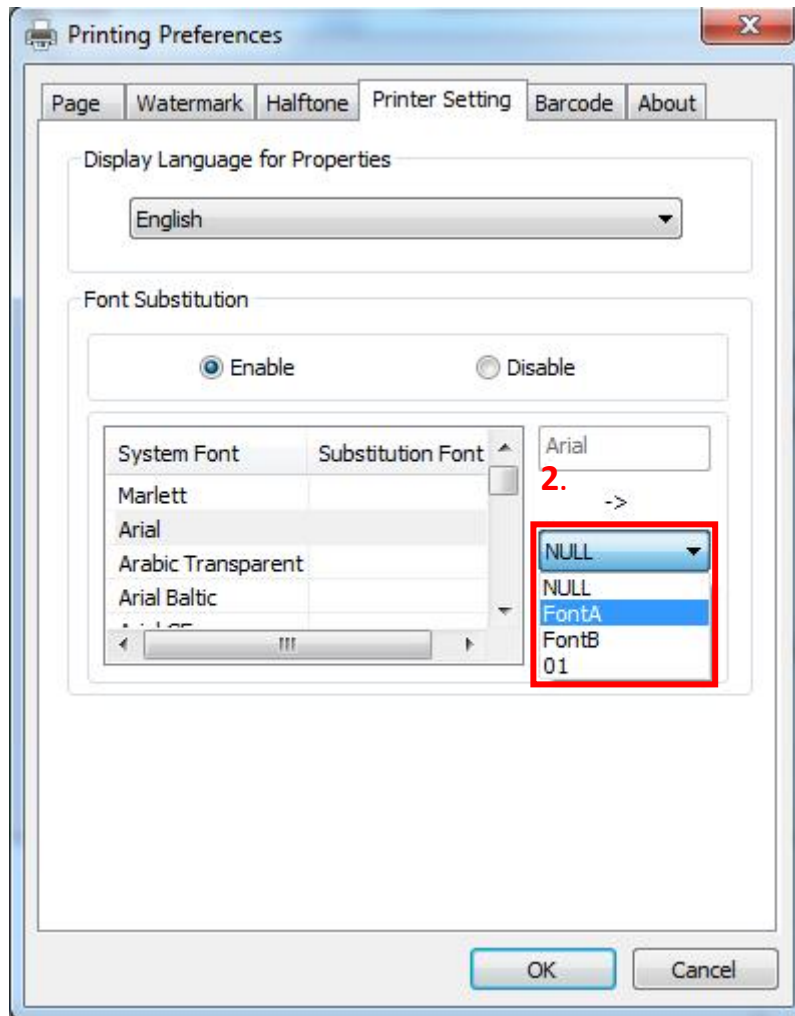 Printing Preferences
Page Watermark Halftone Printer Setting Barcode About
Display Language for Properties
English
Font Substitution
Enable Disable
System Font Substitution Font
Marlett
Arial
Arabic Transparent
Arial Baltic
Arial
2.
->
NULL
NULL
FontA
FontB
01
OK Cancel